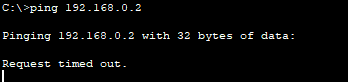 C:\>ping 192.168.0.2
Pinging 192.168.0.2 with 32 bytes of data:
Request timed out.